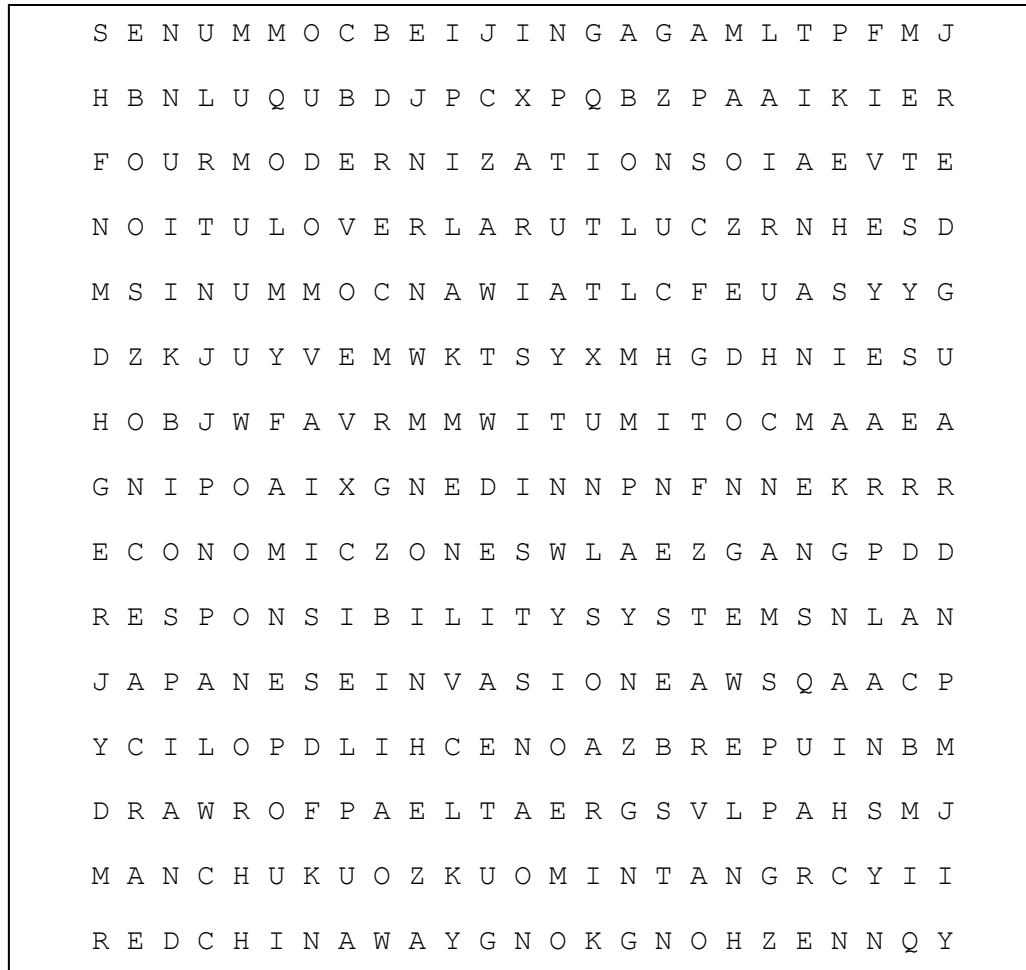 S E N U M M O C B E I J I N G A G A M L T P F M J
H B N L U Q U B D J P C X P Q B Z P A A I K I E R
F O U R M O D E R N I Z A T I O N S O I A E V T E
N O I T U L O V E R L A R U T L U C Z R N H E S D
M S I N U M M O C N A W I A T L C F E U A S Y Y G
D Z K J U Y V E M W K T S Y X M H G D H N I E S U
H O B J W F A V R M M W I T U M I T O C M A A E A
G N I P O A I X G N E D I N N P N F N N E K R R R
E C O N O M I C Z O N E S W L A E Z G A N G P D D
R E S P O N S I B I L I T Y S Y S T E M S N L A N
J A P A N E S E I N V A S I O N E A W S Q A A C P
Y C I L O P D L I H C E N O A Z B R E P U I N B M
D R A W R O F P A E L T A E R G S V L P A H S M J
M A N C H U K U O Z K U O M I N T A N G R C Y I I
R E D C H I N A W A Y G N O K G N O H Z E N N Q Y